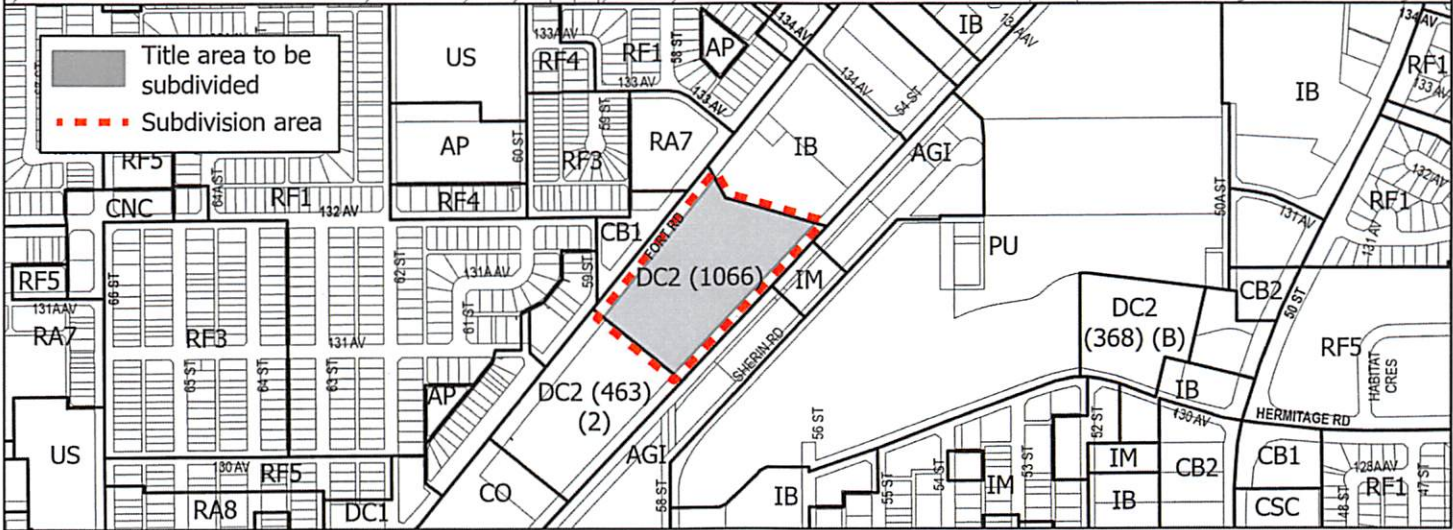 Title area to be
subdivided
Subdivision area
US
AP
RF4
133A AV
RF4
RF1
58 ST
AP
133 AV
133 AV
134 AV
134 AV
IB
54 ST
134A AV
IB
RF1
133 AV
134 AV
RF5
CNC
64A ST
RF1
132 AV
60 ST
59 ST
RF3
RA7
IB
AGI
50A ST
131 AV
132 AV
RF1
131 AV
RF5
131A AV
RA7
66 ST
RF3
65 ST
64 ST
63 ST
131 AV
62 ST
131A AV
61 ST
59 ST
CB1
FORT RD
DC2 (1066)
IM
SHERIN RD
PU
DC2
(368) (B)
CB2
50 ST
RF5
HABITAT
CRES
IB
HERMITAGE RD
130 AV
DC2 (463)
(2)
AP
US
130 AV
RF5
RA8
DC1
CO
AGI
58 ST
56 ST
IB
55 ST
54 ST
IM
53 ST
52 ST
IM
IB
CB2
CB1
CSC
48 ST
128A AV
RF1
47 ST